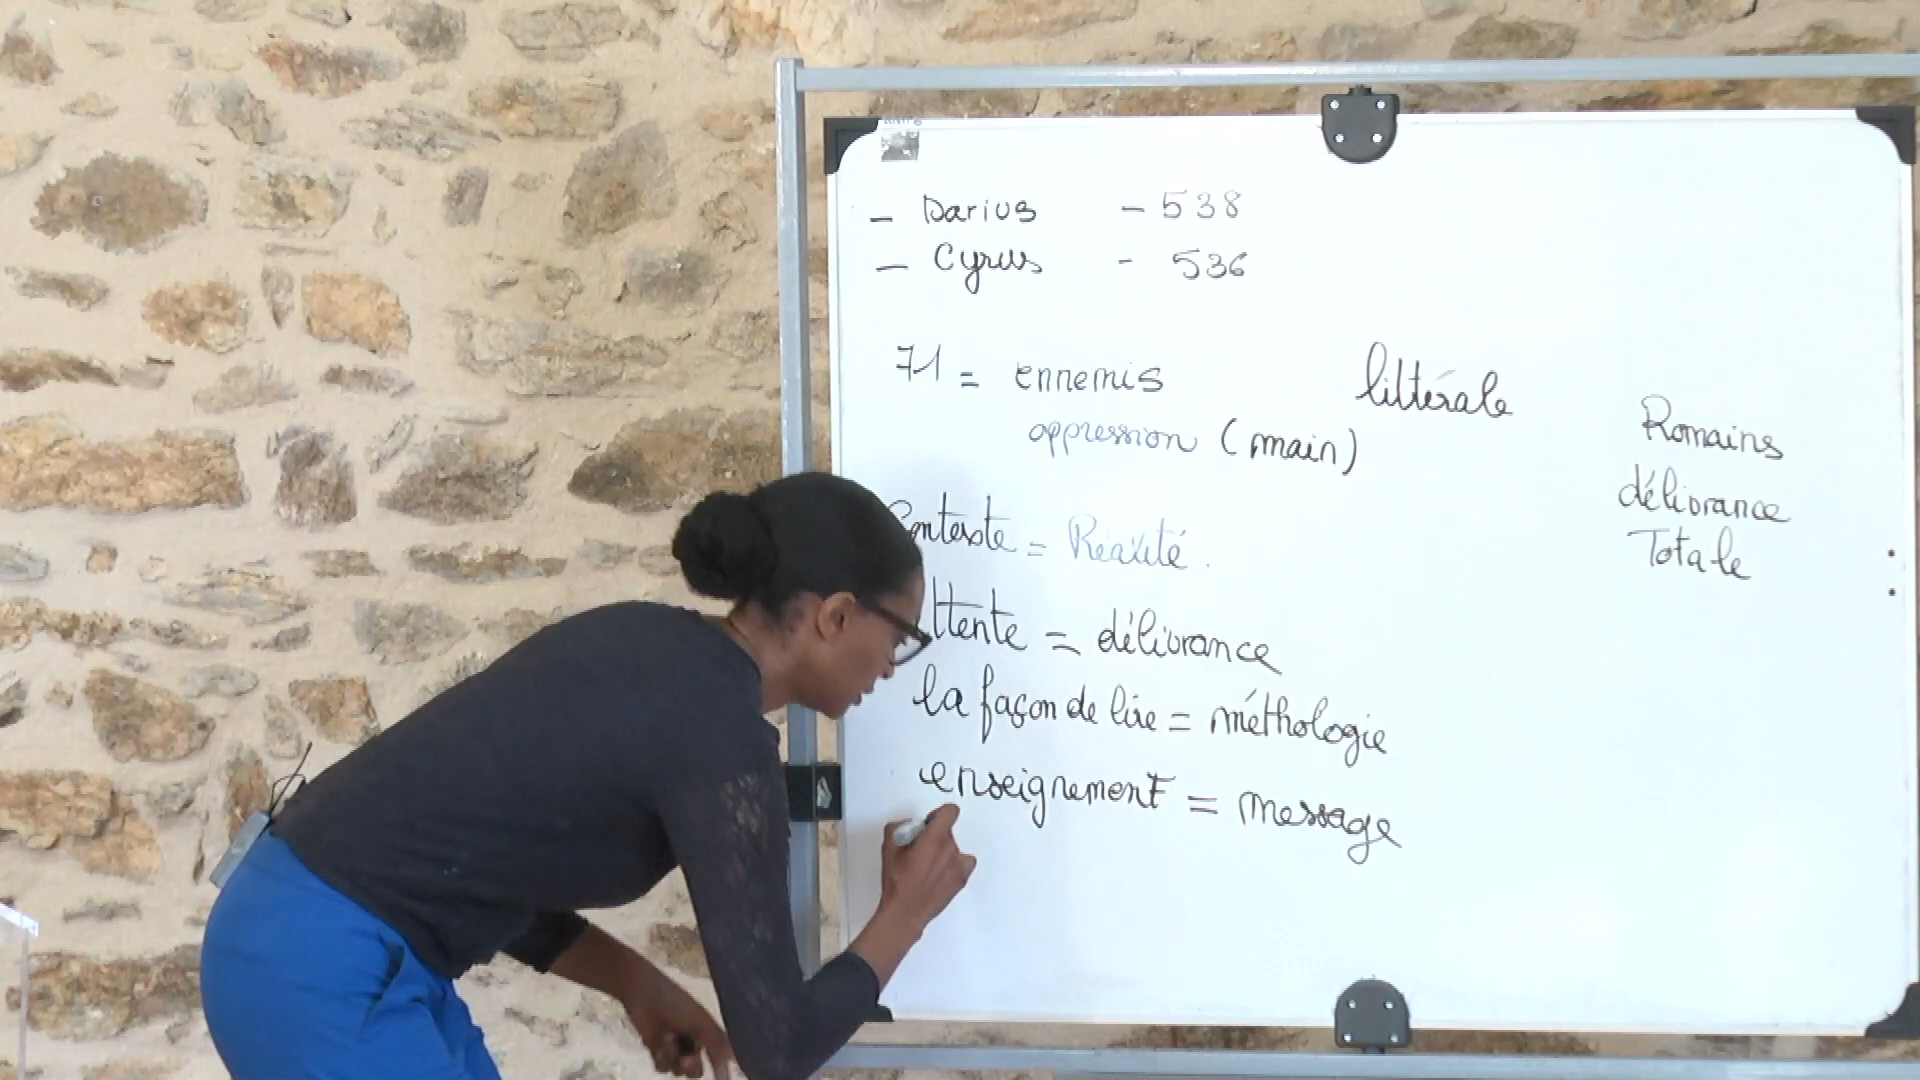 - Darius - 538
- Cyrus - 536
71 = ennemis
oppression (main)
littérale
Romains
délivrance
Totale
= Réalité.
= délivrance
la façon de lire = méthologie
enseignement = message